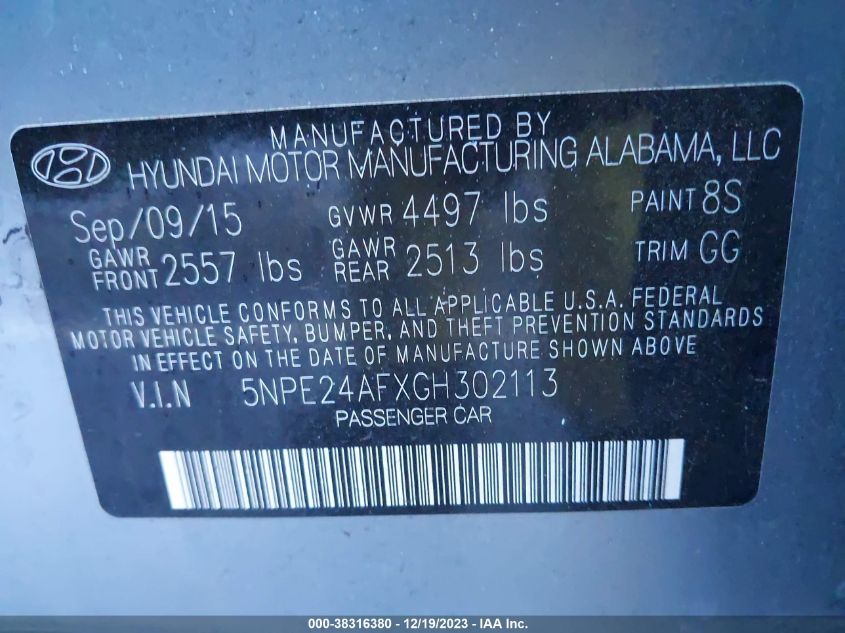 MANUFACTURED BY
HYUNDAI MOTOR MANUFACTURING ALABAMA, LLC
Sep/09/15 GVWR 4497 lbs PAINT 8S
GAWR FRONT 2557 lbs GAWR REAR 2513 lbs TRIM GG
THIS VEHICLE CONFORMS TO ALL APPLICABLE U.S.A. FEDERAL
MOTOR VEHICLE SAFETY, BUMPER, AND THEFT PREVENTION STANDARDS
IN EFFECT ON THE DATE OF MANUFACTURE SHOWN ABOVE
V.I.N 5NPE24AFXGH302113
PASSENGER CAR
000-38316380 - 12/19/2023 - IAA Inc.